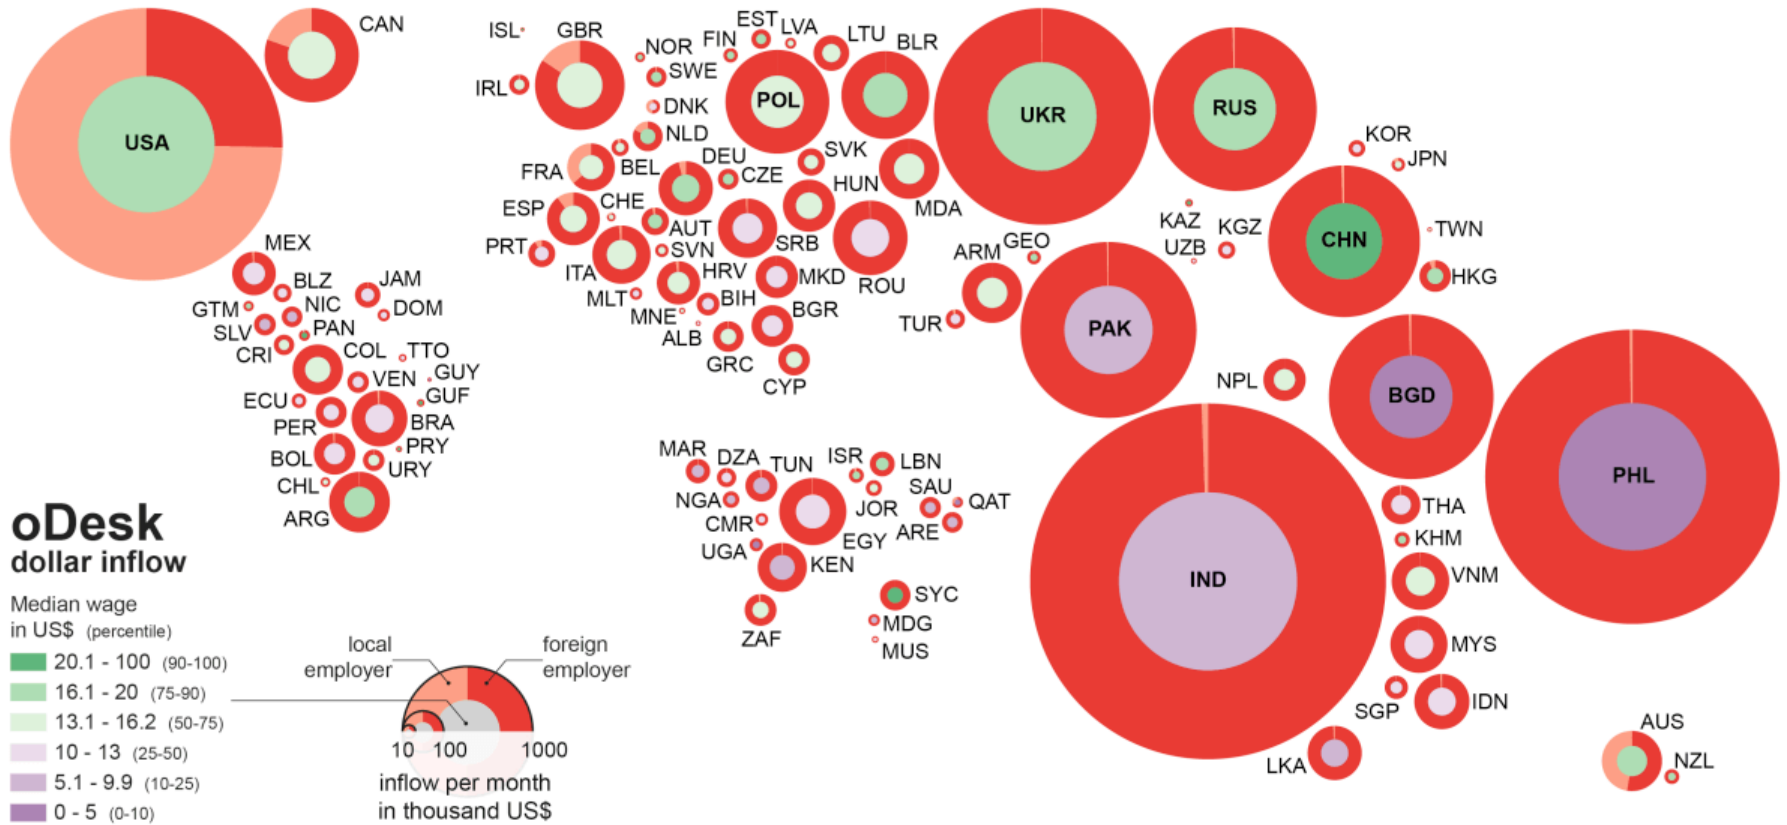 CAN
USA
ISL
GBR
NOR
FIN
EST
LVA
LTU
BLR
SWE
IRL
POL
DNK
UKR
RUS
NLD
KOR
JPN
FRA
BEL
DEU
CZE
SVK
HUN
MDA
ESP
CHE
AUT
SRB
ROU
KAZ
KGZ
UZB
CHN
TWN
PRT
ITA
SVN
HRV
MKD
ARM
GEO
HKG
MEX
BLZ
JAM
GTM
NIC
DOM
MLT
BIH
MNE
BGR
ALB
GRC
CYP
TUR
PAK
SLV
PAN
CRI
COL
TTO
VEN
GUY
GUF
ECU
PER
BRA
NPL
BGD
PHL
BOL
PRY
URY
CHL
ARG
MAR
DZA
TUN
ISR
LBN
NGA
JOR
SAU
QAT
CMR
ARE
UGA
EGY
KEN
THA
KHM
IND
VNM
SYC
MDG
MUS
ZAF
MYS
SGP
IDN
LKA
AUS
NZL
oDesk
dollar inflow
Median wage
in US$ (percentile)
20.1 - 100 (90-100)
16.1 - 20 (75-90)
13.1 - 16.2 (50-75)
10 - 13 (25-50)
5.1 - 9.9 (10-25)
0 - 5 (0-10)
local
employer
foreign
employer
10 100 1000
inflow per month
in thousand US$